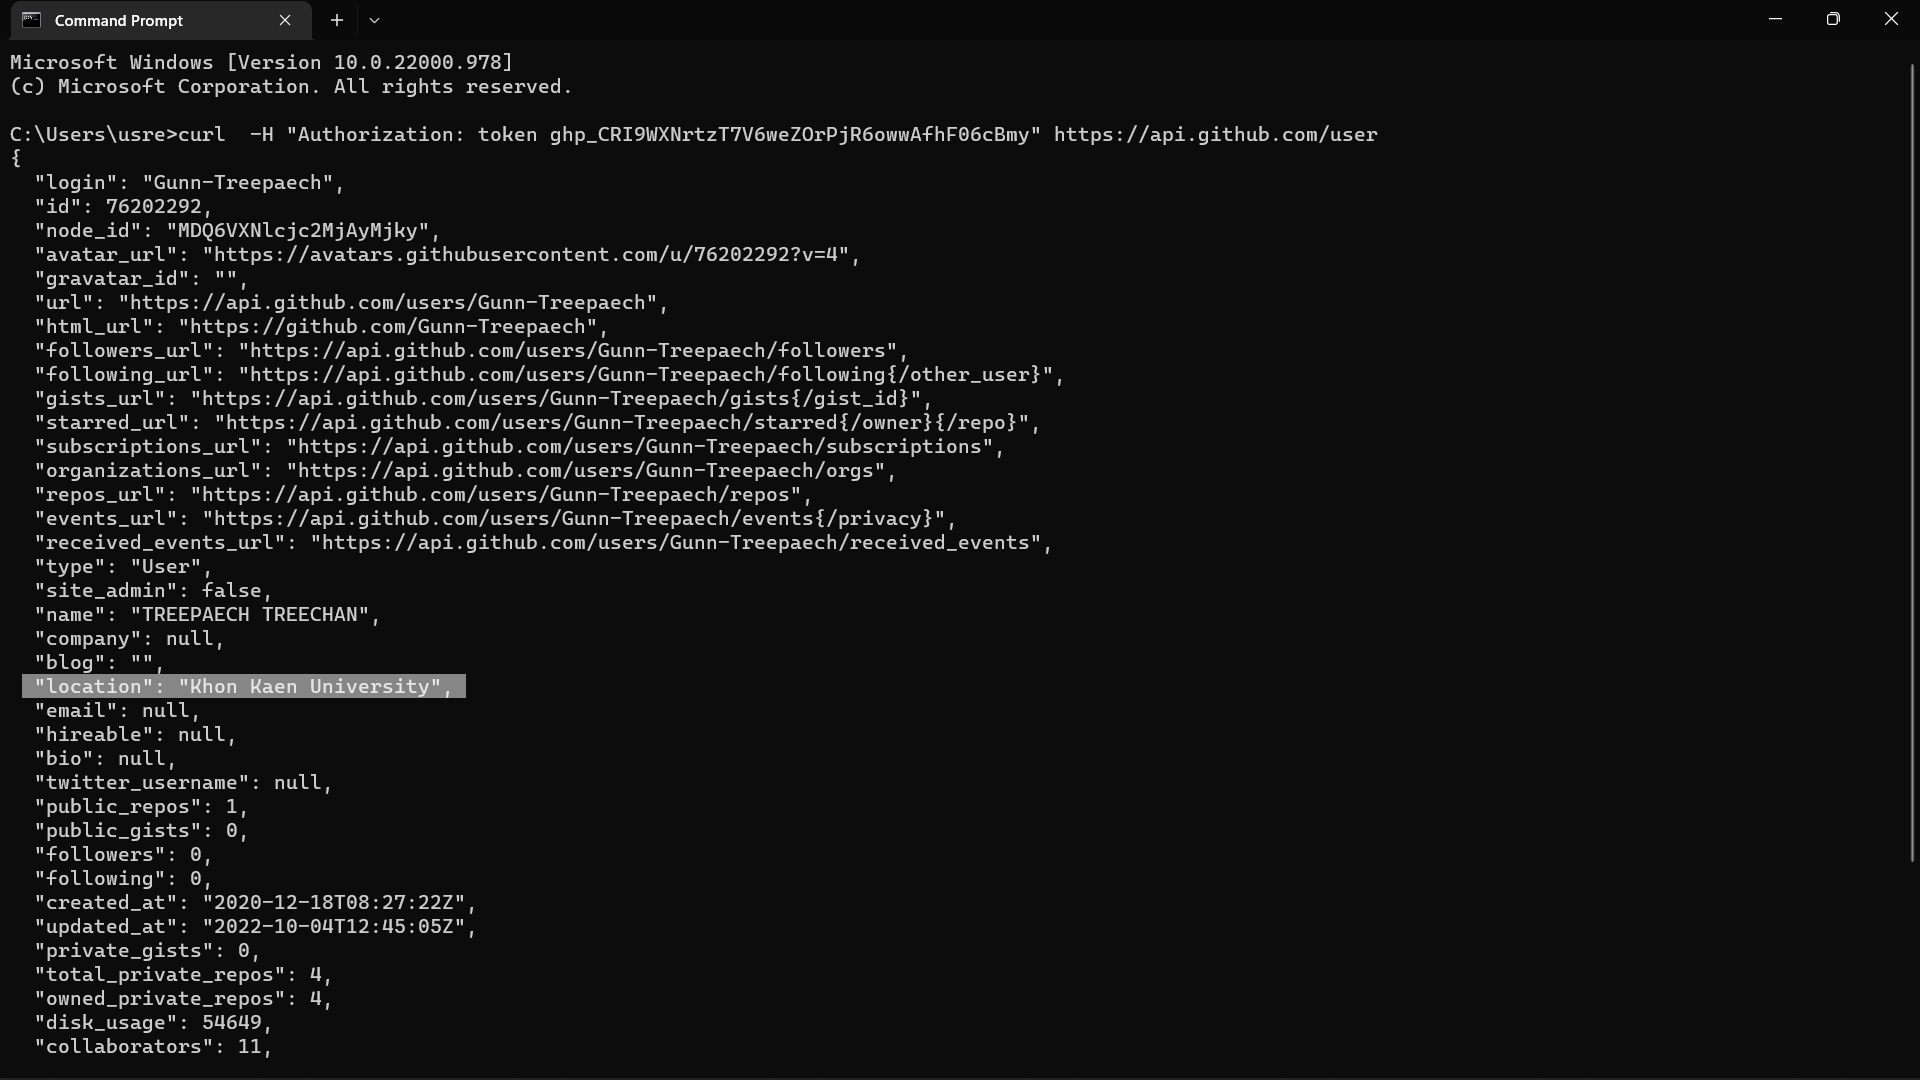 Command Prompt
Microsoft Windows [Version 10.0.22000.978]
(c) Microsoft Corporation. All rights reserved.
C:\Users\usre>curl  -H "Authorization: token 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" https://api.github.com/user
{
  "login": "Gunn-Treepaech",
  "id": 76202292,
  "node_id": "MDQ6VXNlcjc2MjAyMjky",
  "avatar_url": "https://avatars.githubusercontent.com/u/76202292?v=4",
  "gravatar_id": "",
  "url": "https://api.github.com/users/Gunn-Treepaech",
  "html_url": "https://github.com/Gunn-Treepaech",
  "followers_url": "https://api.github.com/users/Gunn-Treepaech/followers",
  "following_url": "https://api.github.com/users/Gunn-Treepaech/following{/other_user}",
  "gists_url": "https://api.github.com/users/Gunn-Treepaech/gists{/gist_id}",
  "starred_url": "https://api.github.com/users/Gunn-Treepaech/starred{/owner}{/repo}",
  "subscriptions_url": "https://api.github.com/users/Gunn-Treepaech/subscriptions",
  "organizations_url": "https://api.github.com/users/Gunn-Treepaech/orgs",
  "repos_url": "https://api.github.com/users/Gunn-Treepaech/repos",
  "events_url": "https://api.github.com/users/Gunn-Treepaech/events{/privacy}",
  "received_events_url": "https://api.github.com/users/Gunn-Treepaech/received_events",
  "type": "User",
  "site_admin": false,
  "name": "TREEPAECH TREECHAN",
  "company": null,
  "blog": "",
  "location": "Khon Kaen University",
  "email": null,
  "hireable": null,
  "bio": null,
  "twitter_username": null,
  "public_repos": 1,
  "public_gists": 0,
  "followers": 0,
  "following": 0,
  "created_at": "2020-12-18T08:27:22Z",
  "updated_at": "2022-10-04T12:45:05Z",
  "private_gists": 0,
  "total_private_repos": 4,
  "owned_private_repos": 4,
  "disk_usage": 54649,
  "collaborators": 11,